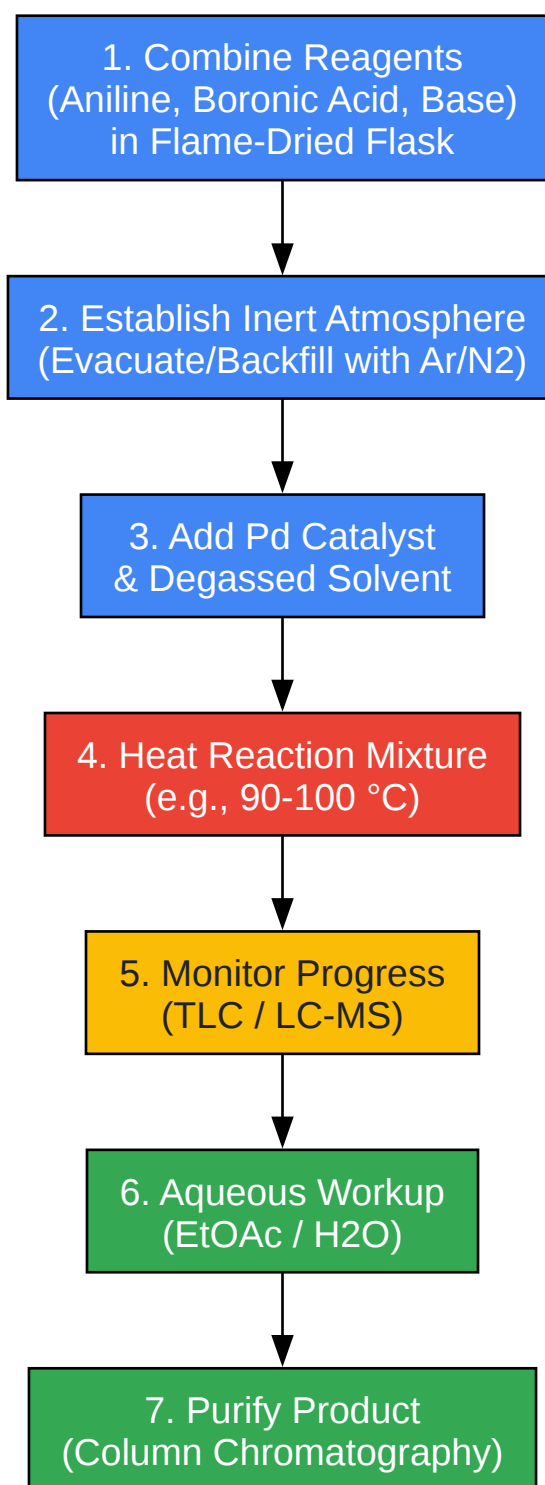 1. Combine Reagents
(Aniline, Boronic Acid, Base)
in Flame-Dried Flask
2. Establish Inert Atmosphere
(Evacuate/Backfill with Ar/N2)
3. Add Pd Catalyst
& Degassed Solvent
4. Heat Reaction Mixture
(e.g., 90-100 °C)
5. Monitor Progress
(TLC / LC-MS)
6. Aqueous Workup
(EtOAc / H2O)
7. Purify Product
(Column Chromatography)